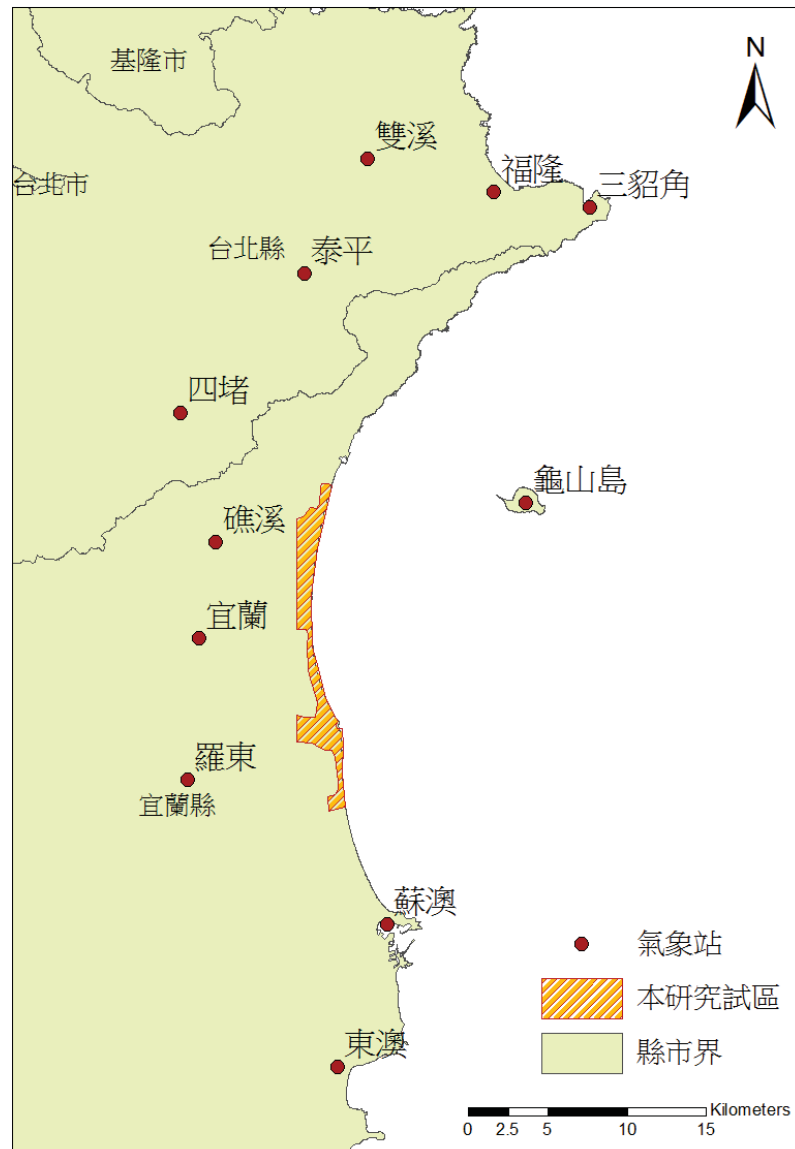 N
基隆市
雙溪
台北市
福隆
三貂角
台北縣
泰平
四堵
龜山島
礁溪
宜蘭
羅東
宜蘭縣
蘇澳
氣象站
本研究試區
東澳
縣市界
Kilometers
0 2.5 5 10 15